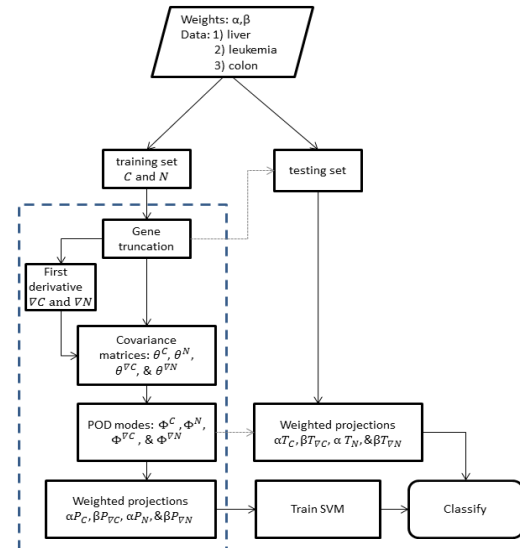 Weights: α,β
Data: 1) liver
2) leukemia
3) colon
training set
C and N
testing set
Gene
truncation
First
derivative
∇C and ∇N
Covariance
matrices: θ^C, θ^N,
θ^∇C, & θ^∇N
POD modes: Φ^C, Φ^N,
Φ^∇C, & Φ^∇N
Weighted projections
αT_C, βT_∇C, α T_N, &βT_∇N
Weighted projections
αP_C, βP_∇C, αP_N, &βP_∇N
Train SVM
Classify